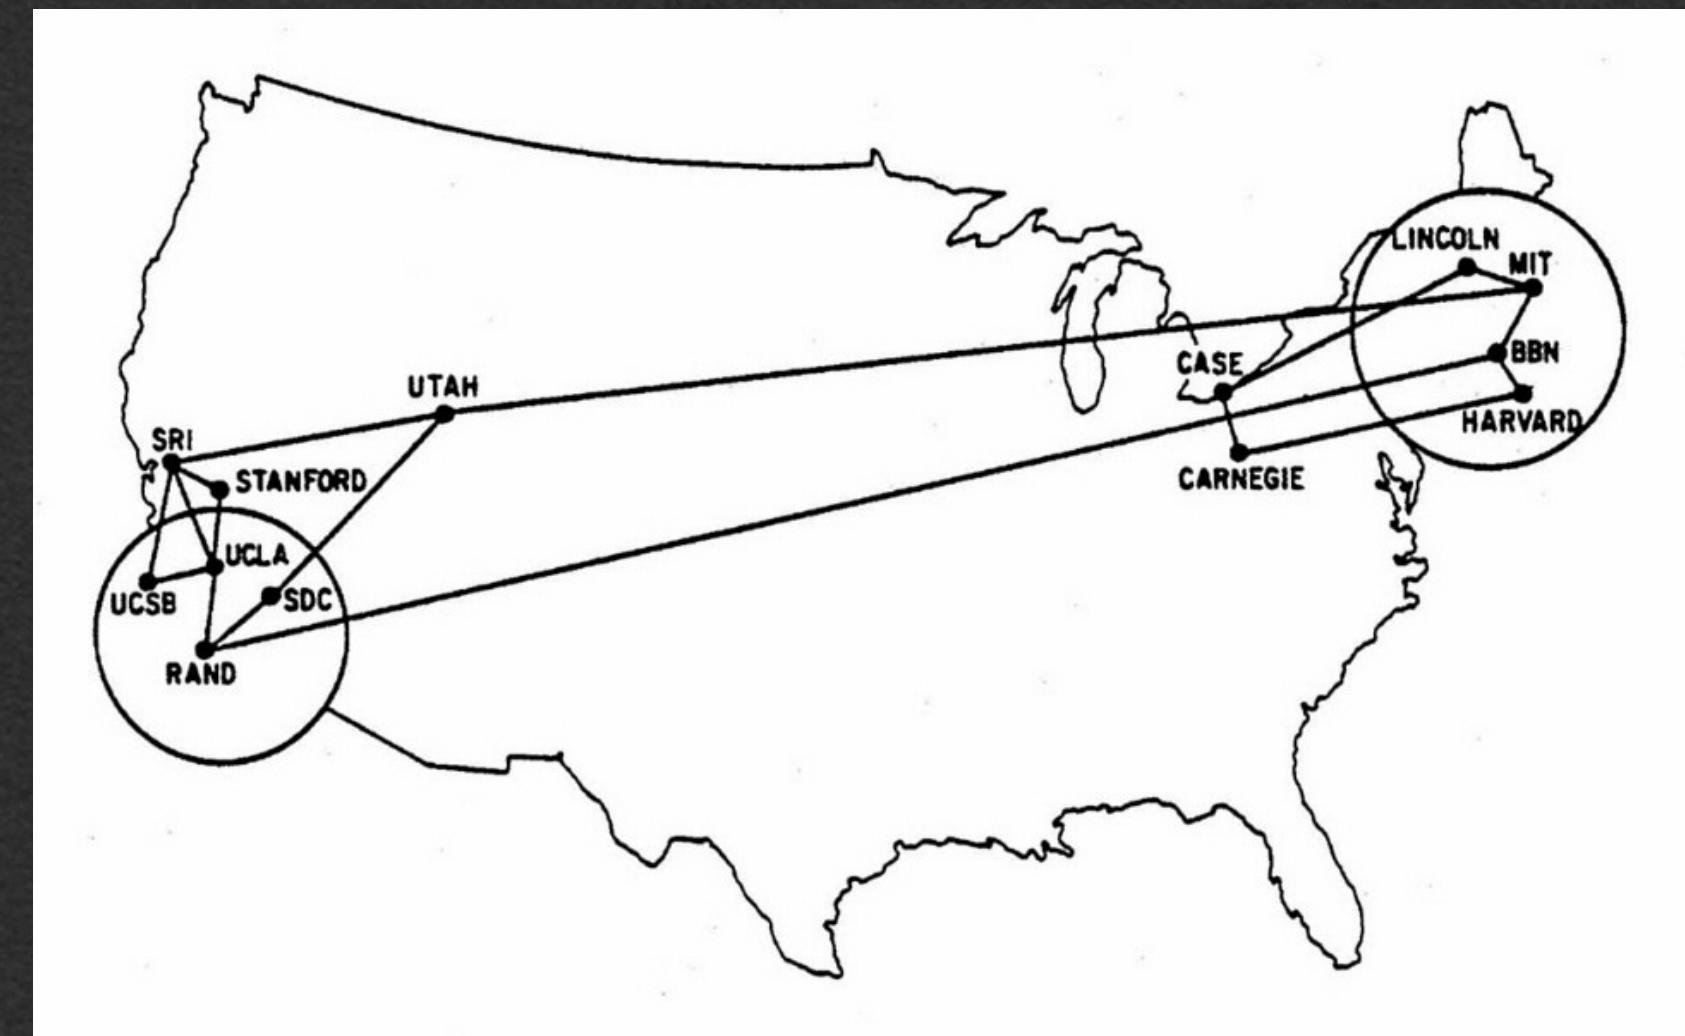 LINCOLN
MIT
BBN
CASE
UTAH
HARVARD
SRI
CARNEGIE
STANFORD
UCLA
UCSB
SDC
RAND